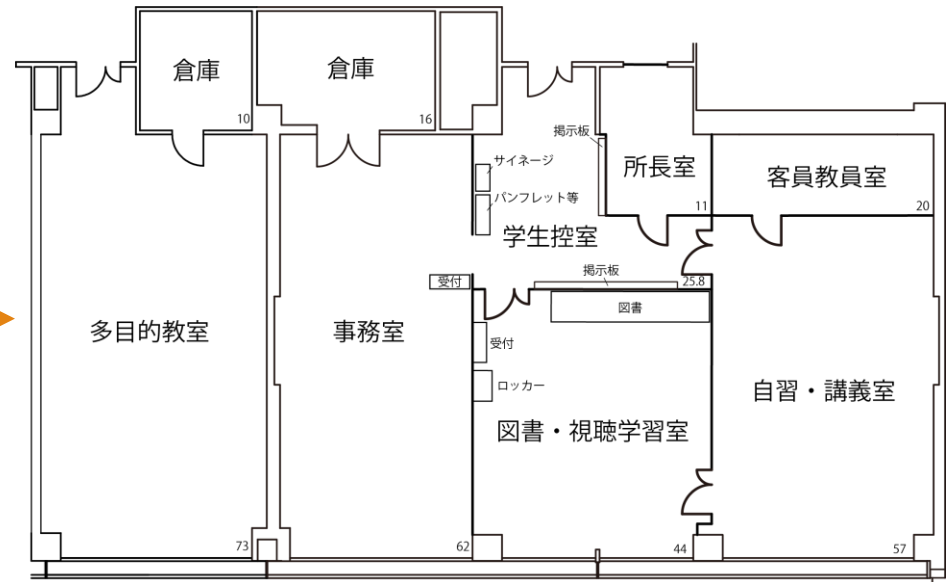 倉庫
10
倉庫
16
掲示板
サイネージ
パンフレット等
学生控室
所長室
11
客員教員室
20
掲示板
25.8
受付
図書
多目的教室
事務室
受付
ロッカー
図書・視聴学習室
自習・講義室
73
62
44
57